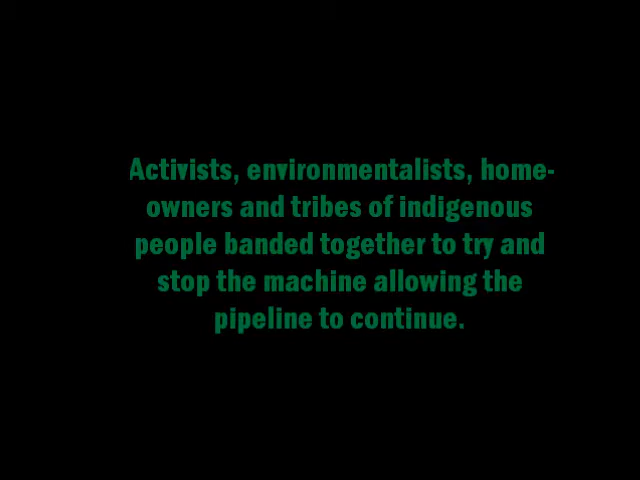 Activists, environmentalists, home-
owners and tribes of indigenous
people banded together to try and
stop the machine allowing the
pipeline to continue.